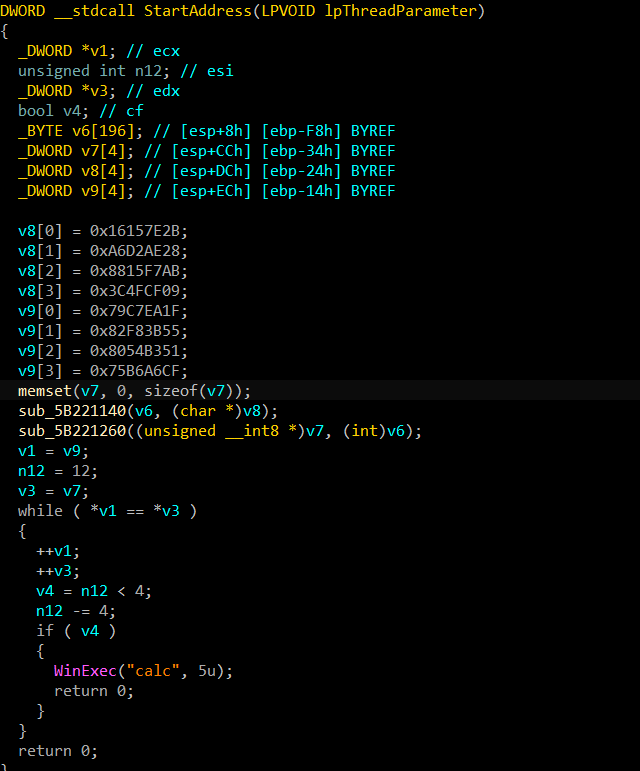 DWORD __stdcall StartAddress(LPVOID lpThreadParameter)
{
  _DWORD *v1; // ecx
  unsigned int n12; // esi
  _DWORD *v3; // edx
  bool v4; // cf
  _BYTE v6[196]; // [esp+8h] [ebp-F8h] BYREF
  _DWORD v7[4]; // [esp+CCh] [ebp-34h] BYREF
  _DWORD v8[4]; // [esp+DCh] [ebp-24h] BYREF
  _DWORD v9[4]; // [esp+ECh] [ebp-14h] BYREF

  v8[0] = 0x16157E2B;
  v8[1] = 0xA6D2AE28;
  v8[2] = 0x8815F7AB;
  v8[3] = 0x3C4FCF09;
  v9[0] = 0x79C7EA1F;
  v9[1] = 0x82F83B55;
  v9[2] = 0x8054B351;
  v9[3] = 0x75B6A6CF;
  memset(v7, 0, sizeof(v7));
  sub_5B221140(v6, (char *)v8);
  sub_5B221260((unsigned __int8 *)v7, (int)v6);
  v1 = v9;
  n12 = 12;
  v3 = v7;
  while ( *v1 == *v3 )
  {
    ++v1;
    ++v3;
    v4 = n12 < 4;
    n12 -= 4;
    if ( v4 )
    {
      WinExec("calc", 5u);
      return 0;
    }
  }
  return 0;
}